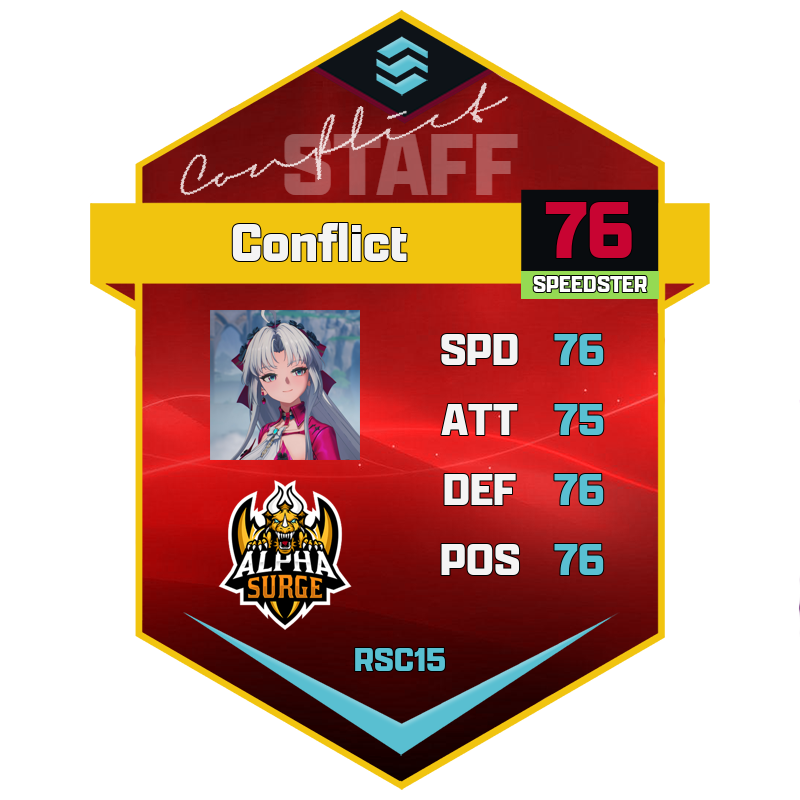 Conflict
STAFF
Conflict
76
SPEEDSTER
SPD 76
ATT 75
DEF 76
POS 76
ALPHA
SURGE
RSC15